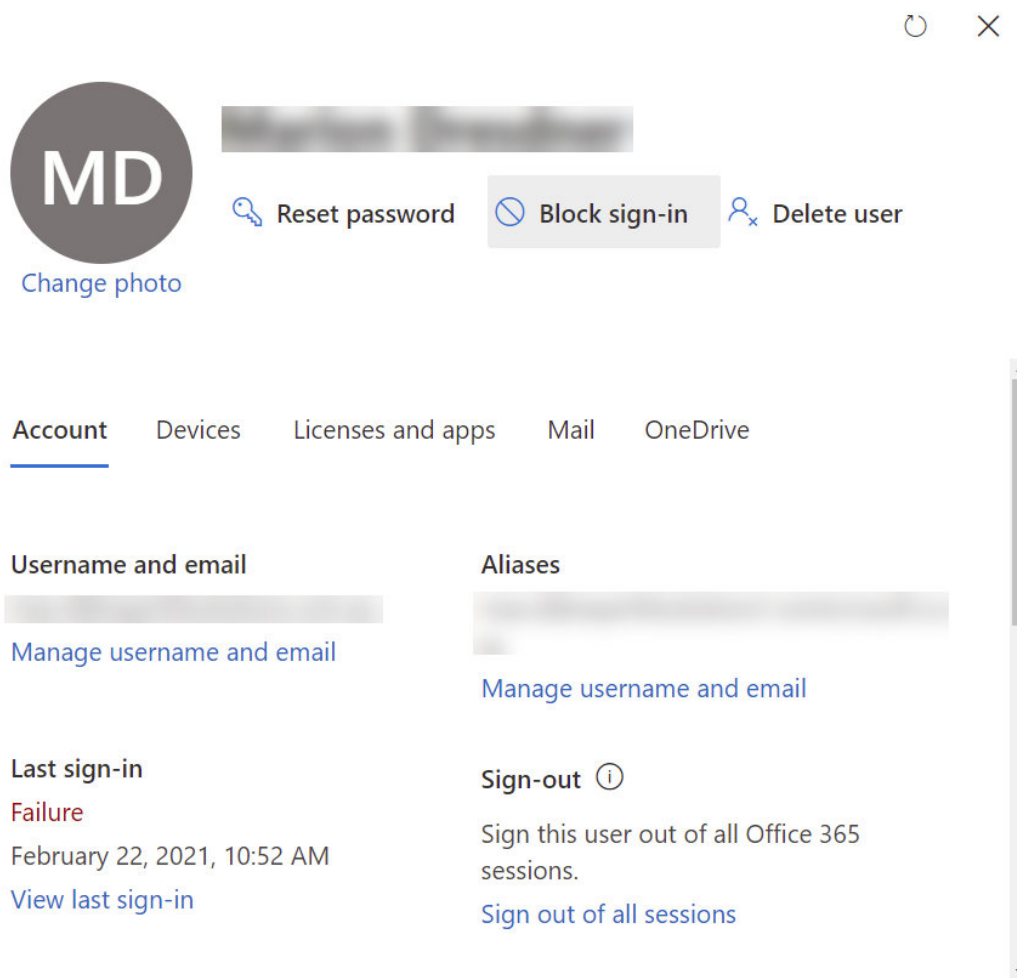 MD
Reset password
Block sign-in
Delete user
Change photo
Account
Devices
Licenses and apps
Mail
OneDrive
Username and email
Manage username and email
Aliases
Manage username and email
Last sign-in
Failure
February 22, 2021, 10:52 AM
View last sign-in
Sign-out
Sign this user out of all Office 365
sessions.
Sign out of all sessions